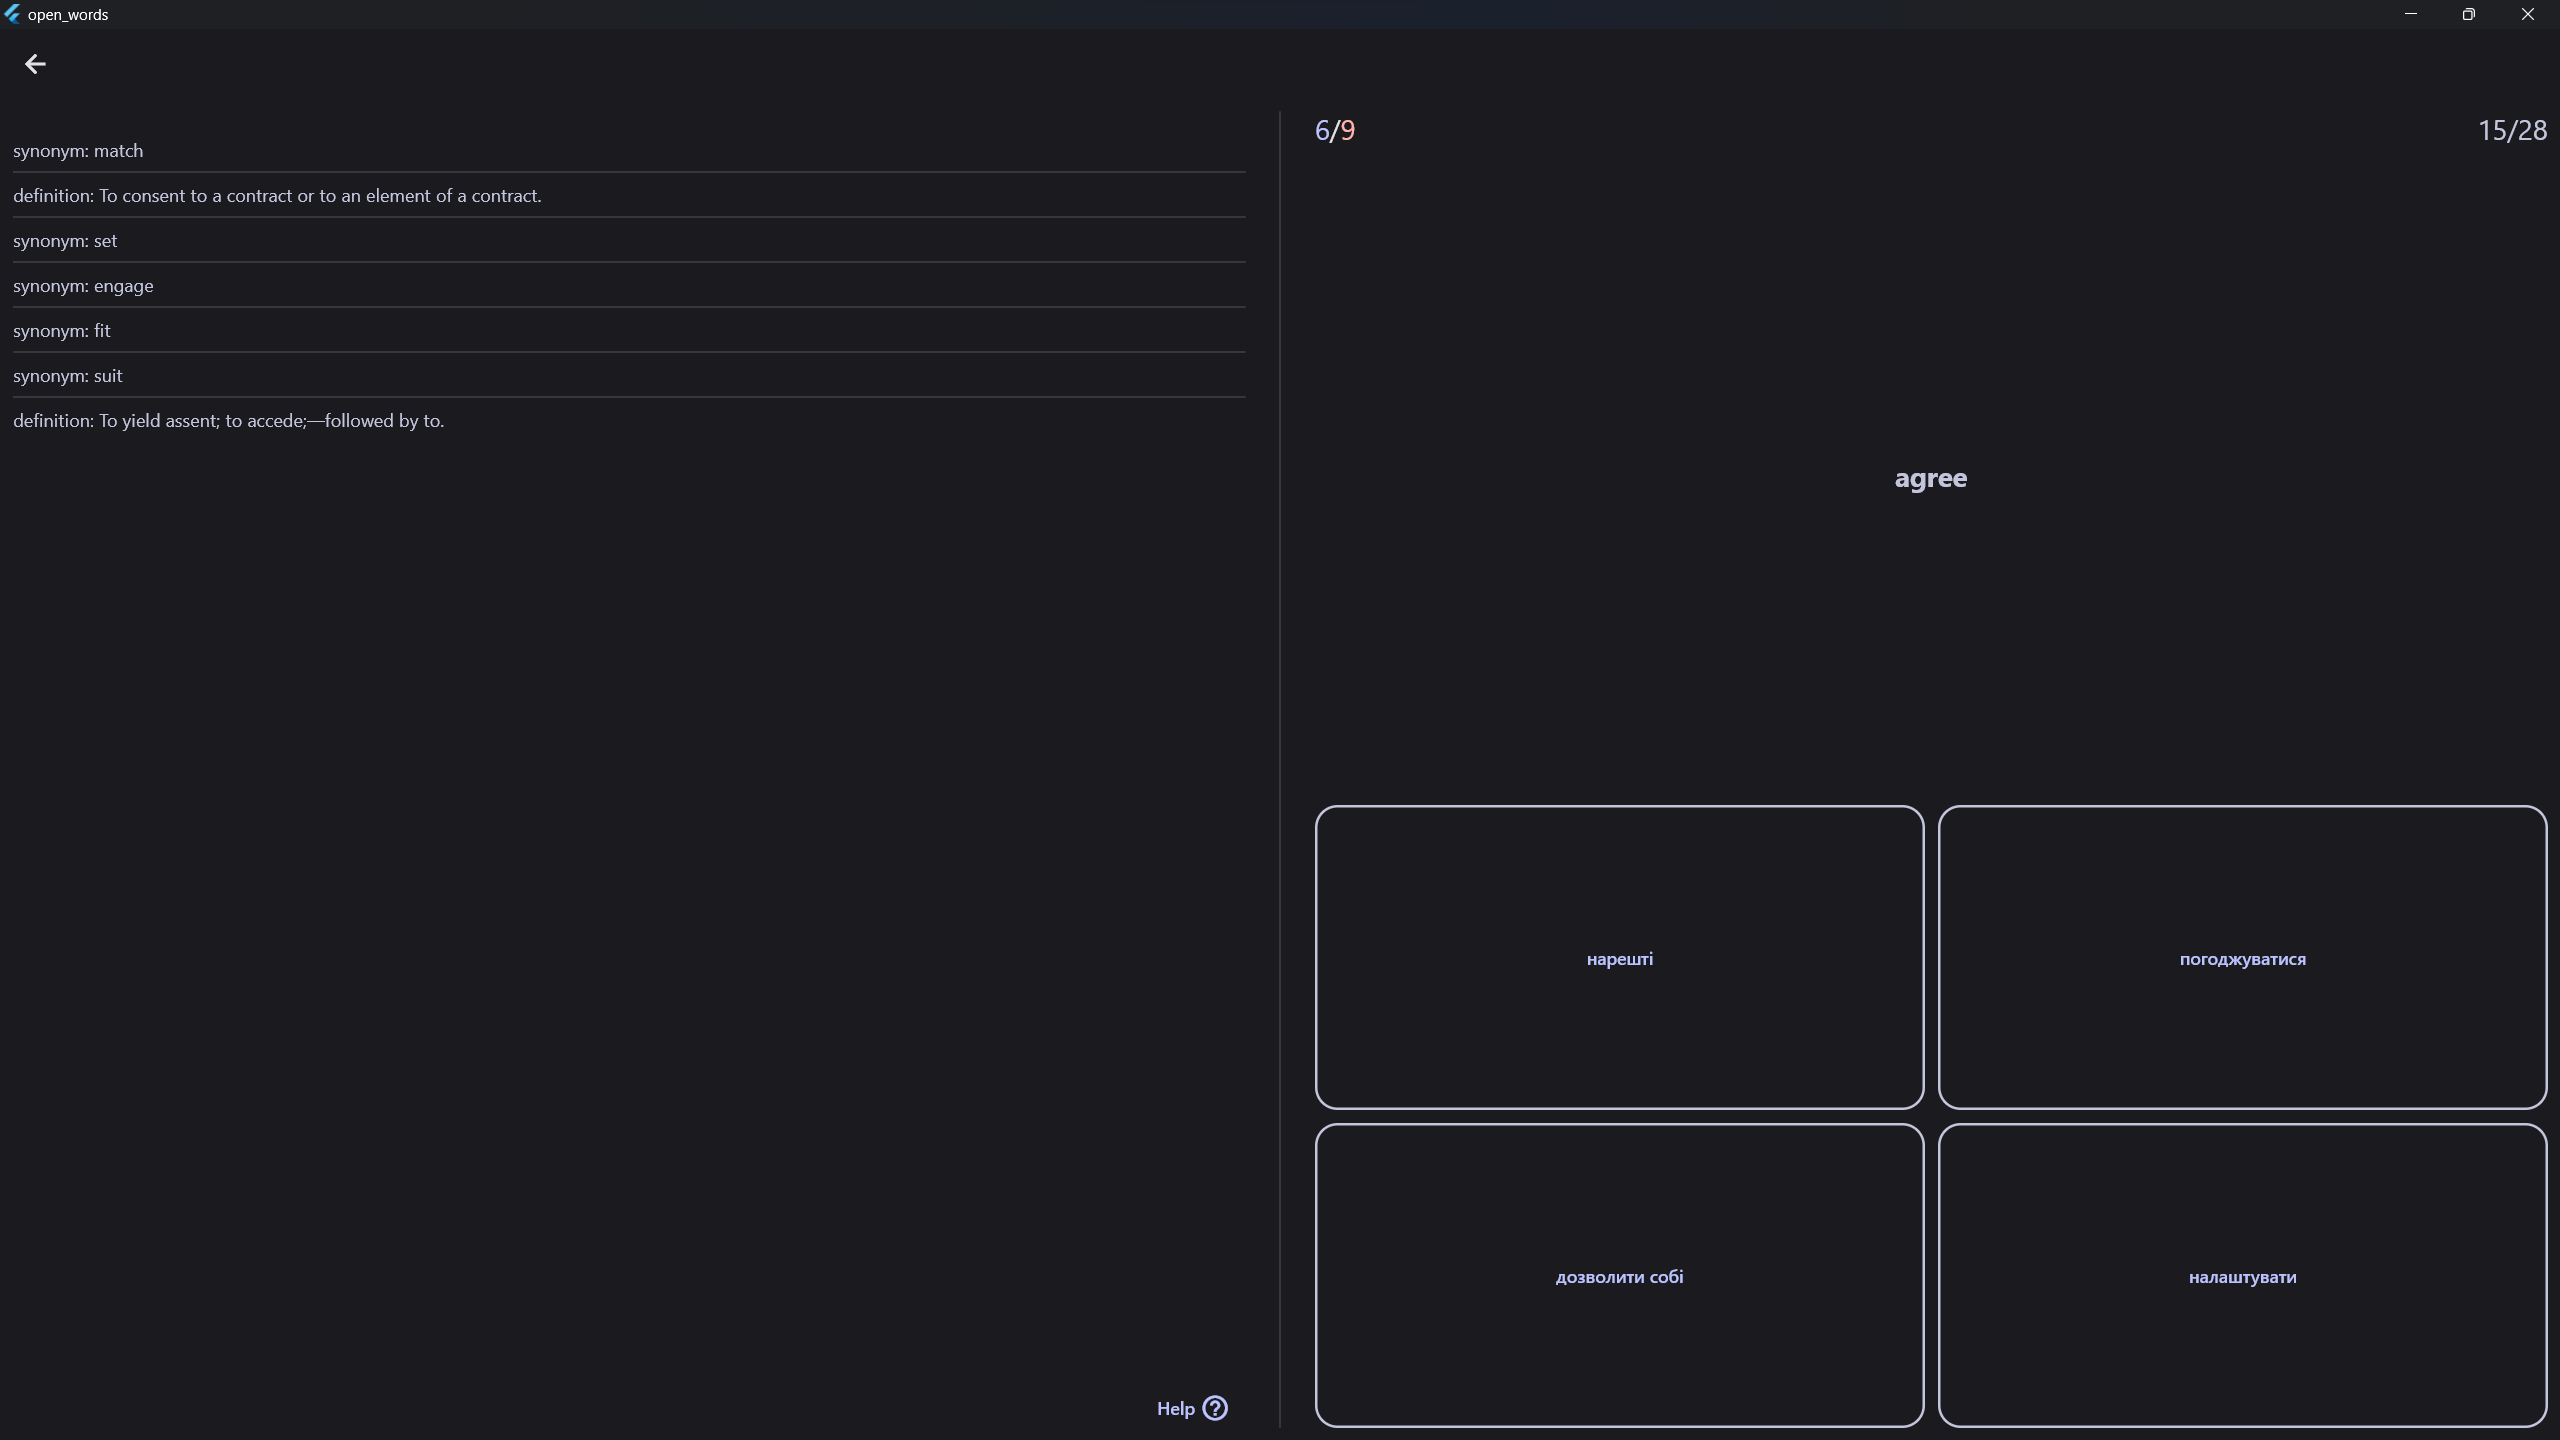 open_words
synonym: match
definition: To consent to a contract or to an element of a contract.
synonym: set
synonym: engage
synonym: fit
synonym: suit
definition: To yield assent; to accede;—followed by to.
Help
6/9
15/28
agree
нарешті
погоджуватися
дозволити собі
налаштувати